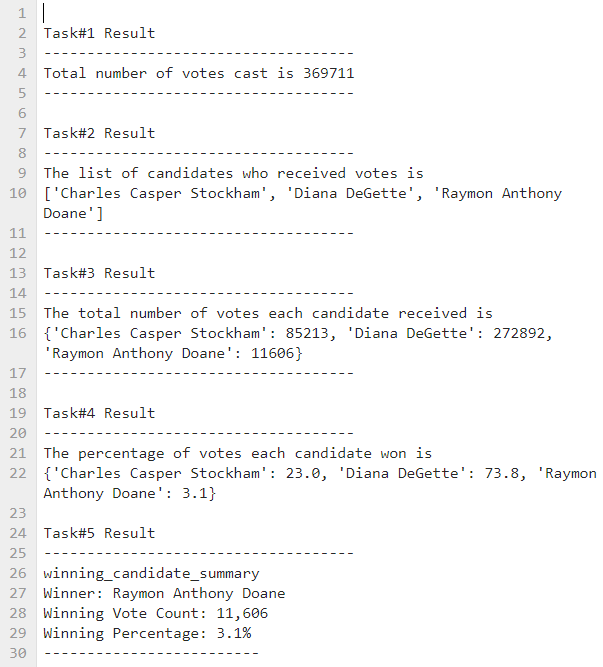 1
2 Task#1 Result
3 ------------------------------------
4 Total number of votes cast is 369711
5 ------------------------------------
6
7 Task#2 Result
8 ------------------------------------
9 The list of candidates who received votes is
10 ['Charles Casper Stockham', 'Diana DeGette', 'Raymon Anthony
Doane']
11 ------------------------------------
12
13 Task#3 Result
14 ------------------------------------
15 The total number of votes each candidate received is
16 {'Charles Casper Stockham': 85213, 'Diana DeGette': 272892,
'Raymon Anthony Doane': 11606}
17 ------------------------------------
18
19 Task#4 Result
20 ------------------------------------
21 The percentage of votes each candidate won is
22 {'Charles Casper Stockham': 23.0, 'Diana DeGette': 73.8, 'Raymon
Anthony Doane': 3.1}
23
24 Task#5 Result
25 ------------------------------------
26 winning_candidate_summary
27 Winner: Raymon Anthony Doane
28 Winning Vote Count: 11,606
29 Winning Percentage: 3.1%
30 -------------------------